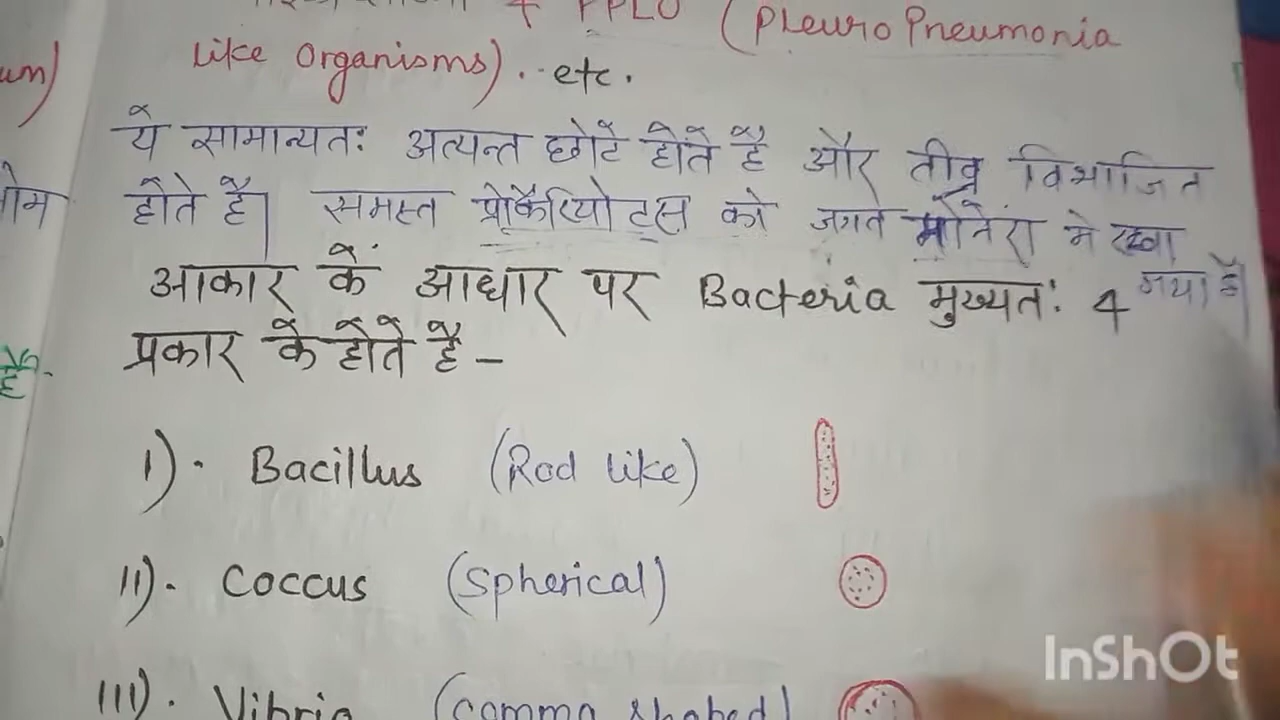 + PPLO (Pleuro Pneumonia
like Organisms). . etc.
ये सामान्यतः अत्यन्त छोटे होते है और तीव्र विभाजित
होते है। समस्त प्रोकैरियोट्स को जगत मोनेरा मे रखा
गया है।
आकार के आधार पर Bacteria मुख्यतः 4
प्रकार के होते है –
I). Bacillus (Rod like)
II). Coccus (Spherical)
III). Vibrio (comma shaped)
InShOt